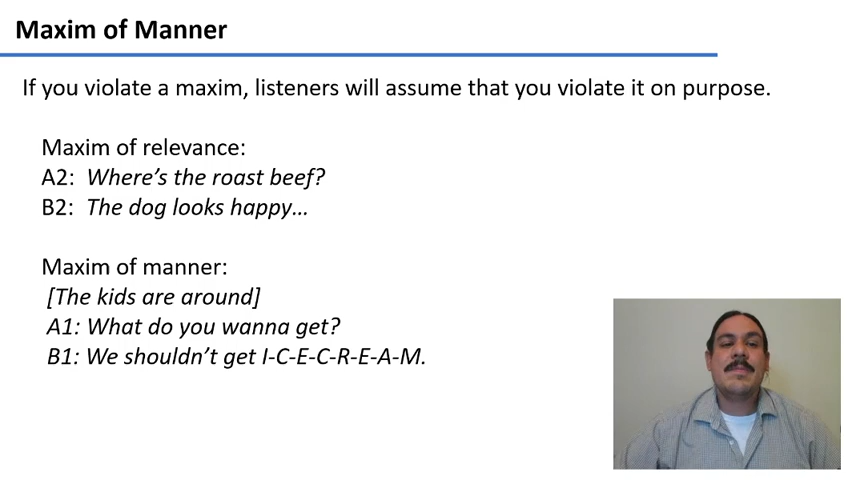 Maxim of Manner
If you violate a maxim, listeners will assume that you violate it on purpose.
Maxim of relevance:
A2: Where's the roast beef?
B2: The dog looks happy…
Maxim of manner:
[The kids are around]
A1: What do you wanna get?
B1: We shouldn't get I-C-E-C-R-E-A-M.